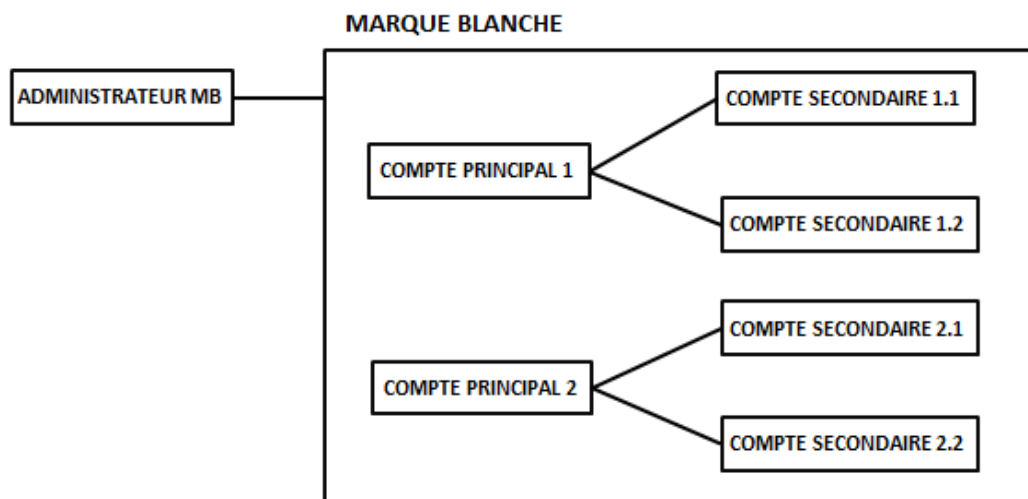 MARQUE BLANCHE
ADMINISTRATEUR MB
COMPTE PRINCIPAL 1
COMPTE SECONDAIRE 1.1
COMPTE SECONDAIRE 1.2
COMPTE PRINCIPAL 2
COMPTE SECONDAIRE 2.1
COMPTE SECONDAIRE 2.2